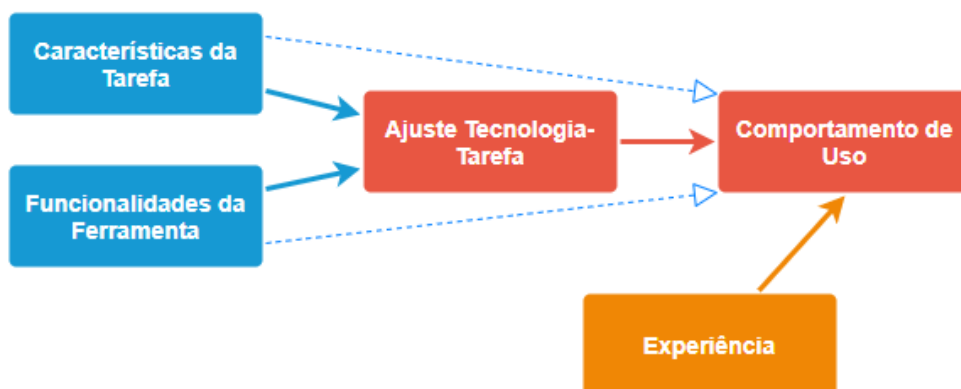 Características da
Tarefa
Ajuste Tecnologia-
Tarefa
Comportamento de
Uso
Funcionalidades da
Ferramenta
Experiência